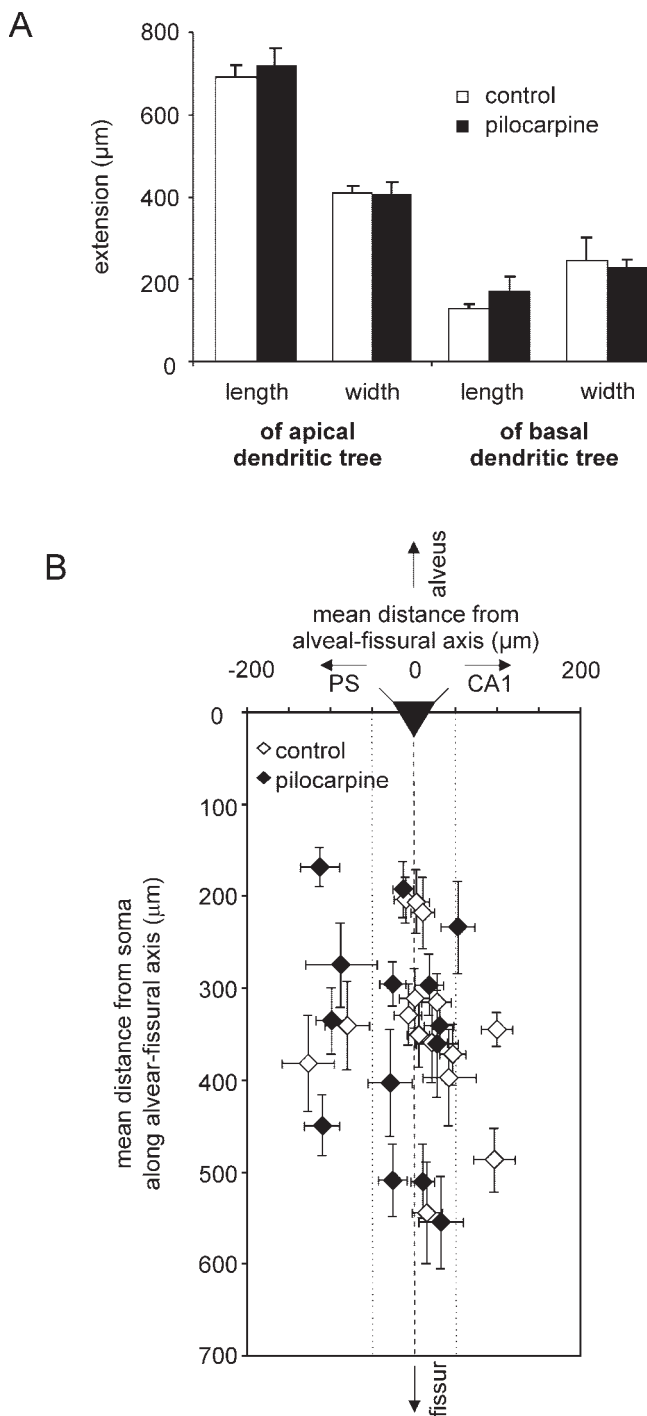 A
800
600
400
200
0
extension (µm)
control
pilocarpine
length
width
length
width
of apical
dendritic tree
of basal
dendritic tree
B
alveus
mean distance from
alveal-fissural axis (µm)
-200
0
200
PS
CA1
control
pilocarpine
0
100
200
300
400
500
600
700
mean distance from soma
along alvear-fissural axis (µm)
fissur